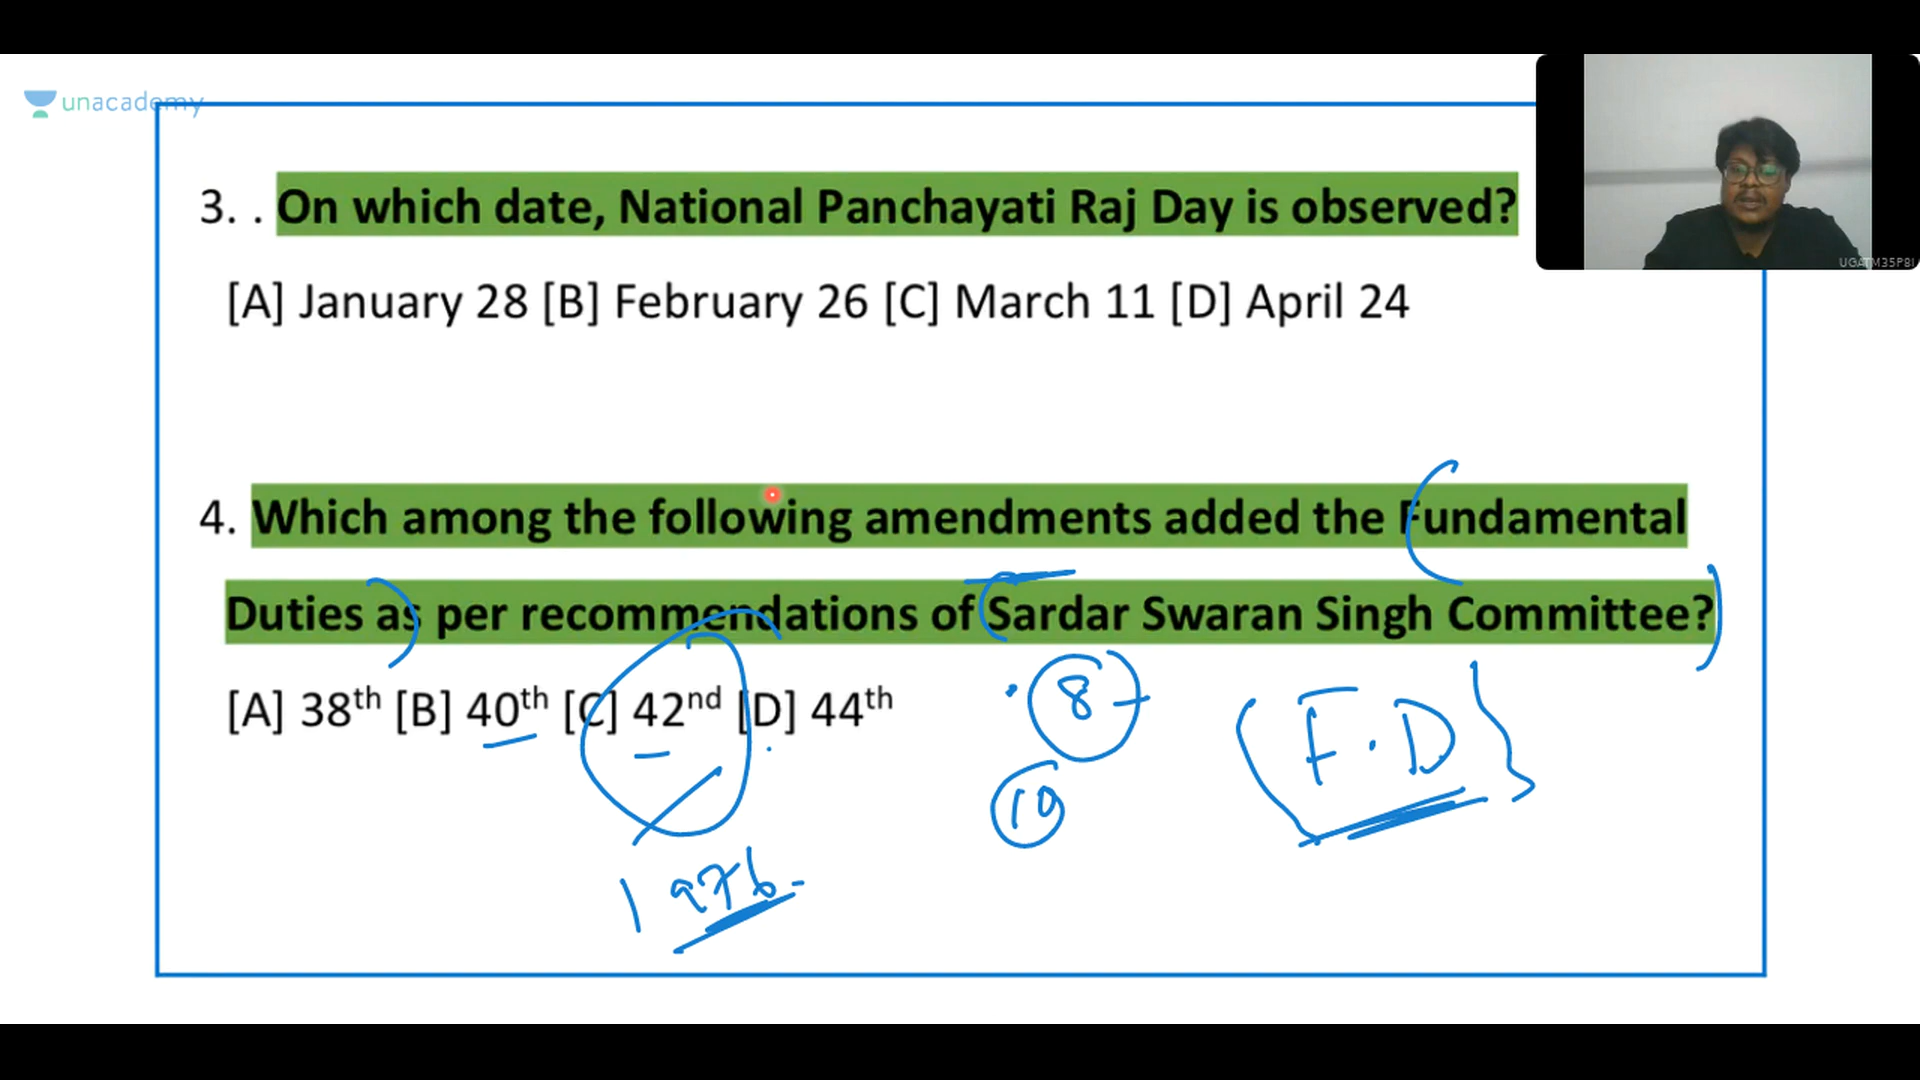 unacademy
UGATM35P8I
3. . On which date, National Panchayati Raj Day is observed?
[A] January 28 [B] February 26 [C] March 11 [D] April 24
4. Which among the following amendments added the Fundamental
Duties as per recommendations of Sardar Swaran Singh Committee?
[A] 38th [B] 40th [C] 42nd [D] 44th
8
F.D
10
1976